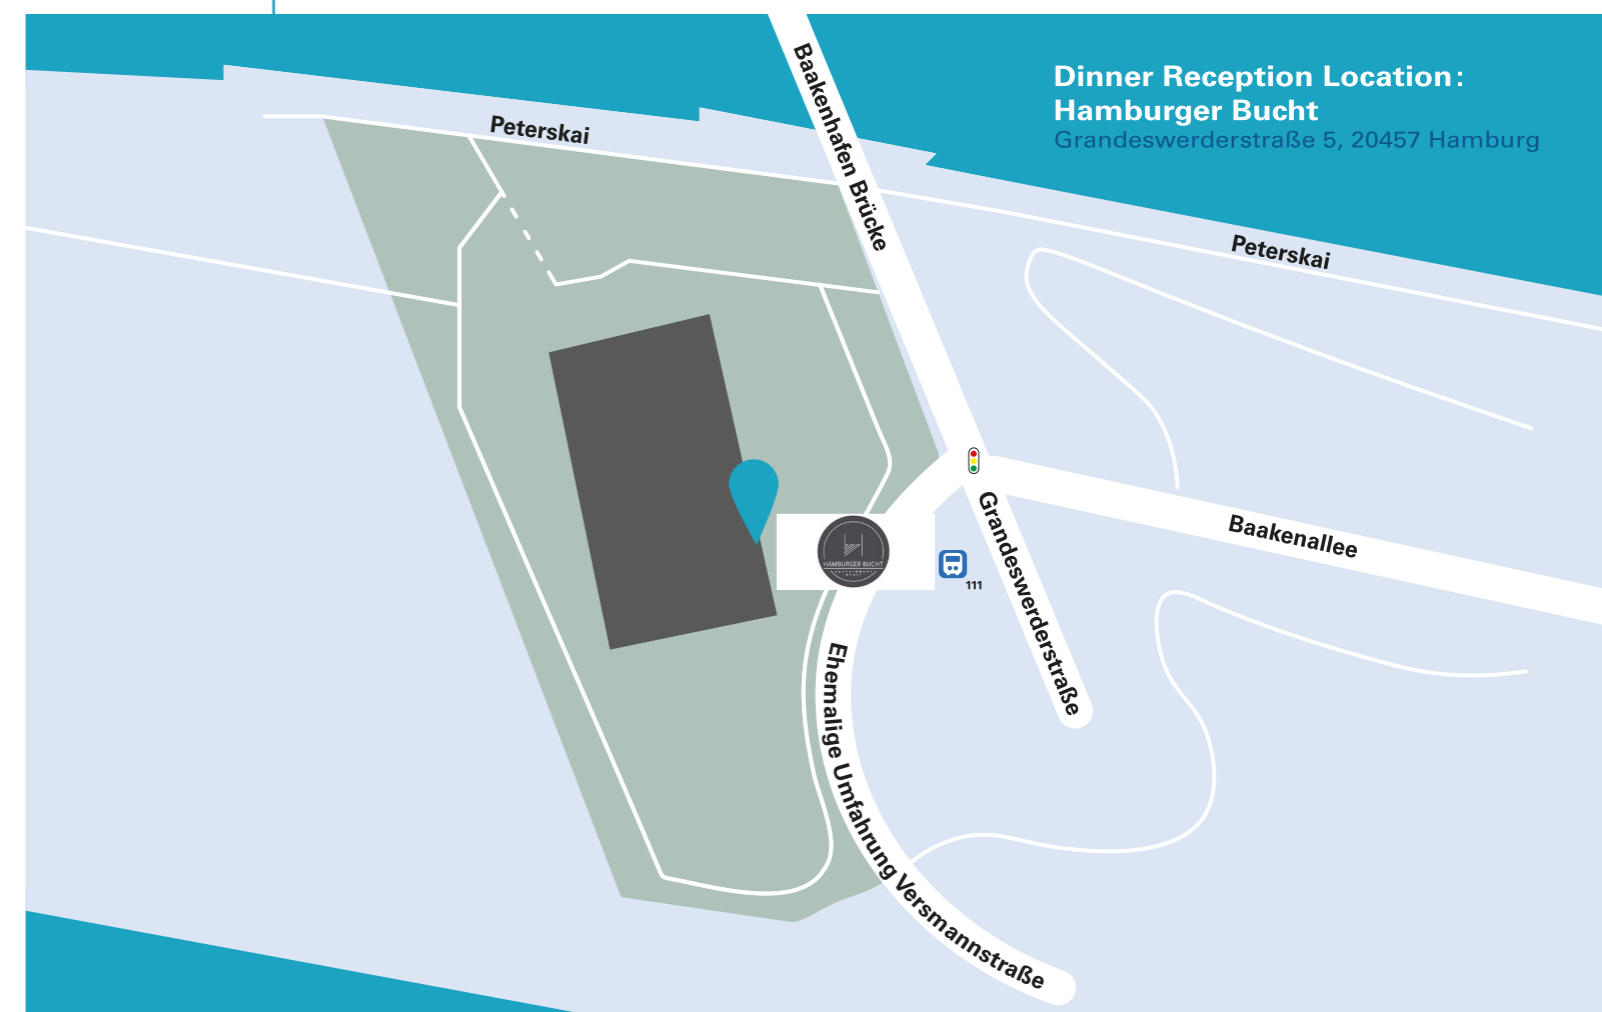 Dinner Reception Location:
Hamburger Bucht
Grandeswerderstraße 5, 20457 Hamburg
Baakenhafen Brücke
Peterskai
Peterskai
Grandeswerderstraße
Baakenallee
HAMBURGER BUCHT
111
Ehemalige Umfahrung Versmannstraße